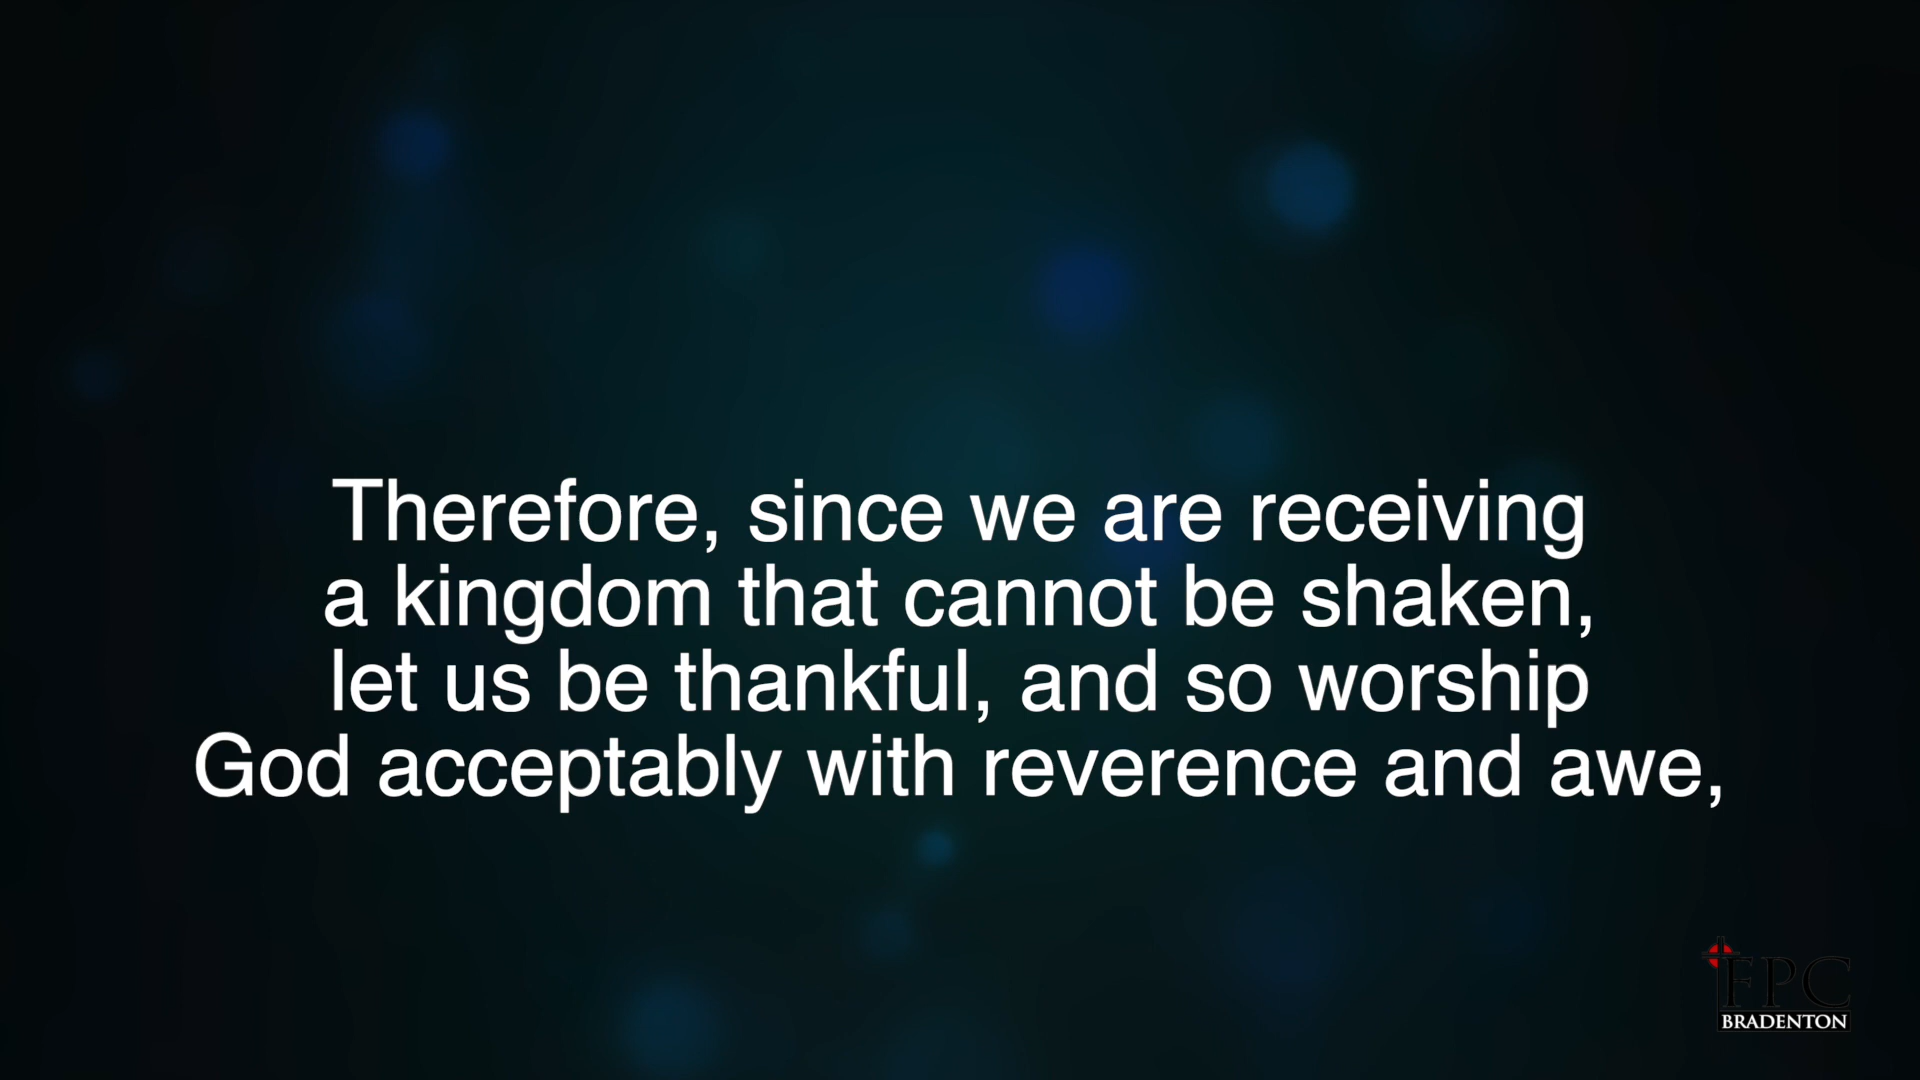 Therefore, since we are receiving
a kingdom that cannot be shaken,
let us be thankful, and so worship
God acceptably with reverence and awe,
FPC
BRADENTON